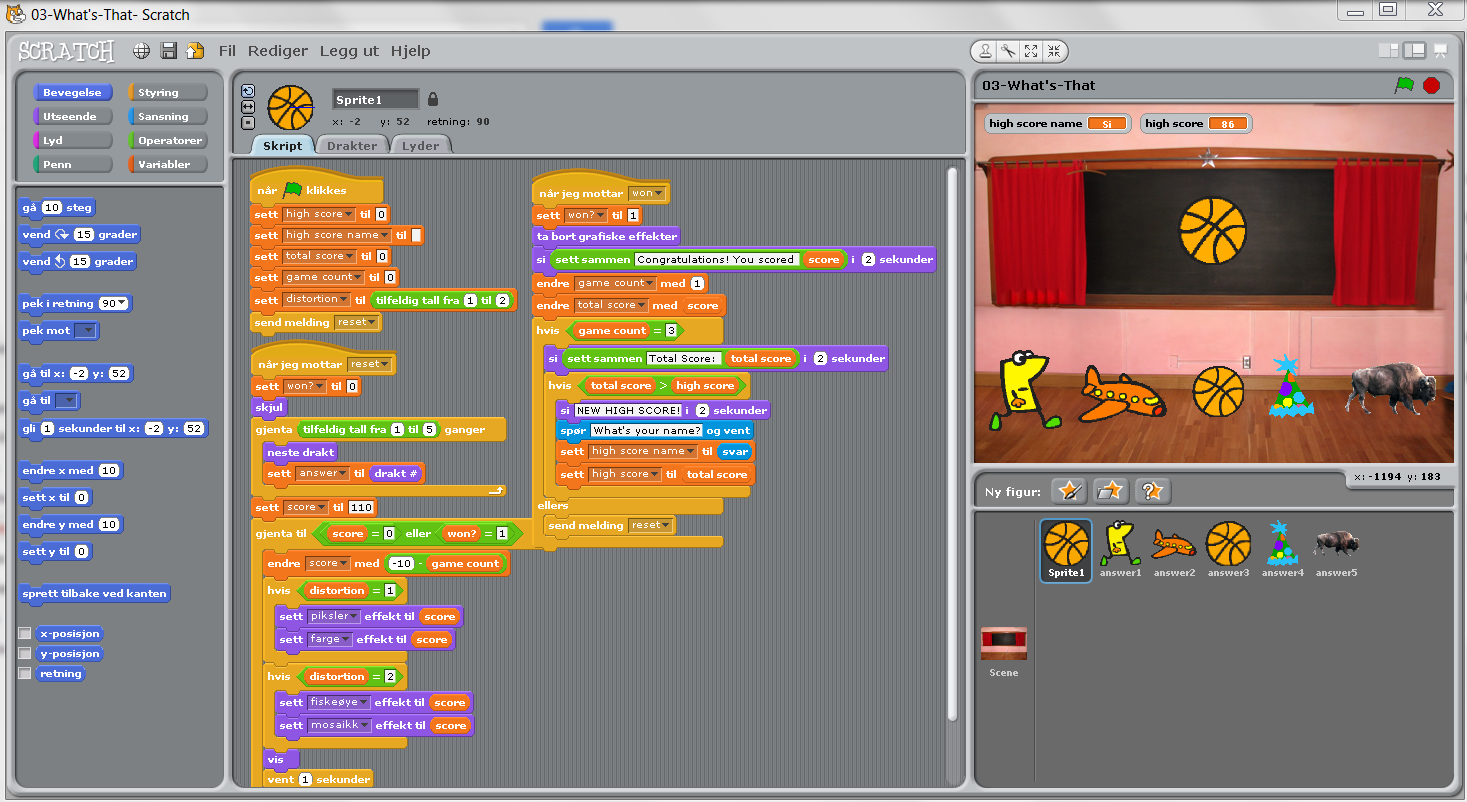 03-What's-That- Scratch
SCRATCH Fil Rediger Legg ut Hjelp
Bevegelse Styring
Utseende Sansning
Lyd Operatorer
Penn Variabler
gå 10 steg
vend 15 grader
vend 15 grader
pek i retning 90
pek mot
gå til x: -2 y: 52
gå til
gli 1 sekunder til x: -2 y: 52
endre x med 10
sett x til 0
endre y med 10
sett y til 0
sprett tilbake ved kanten
x-posisjon
y-posisjon
retning
Sprite1
x: -2 y: 52 retning: 90
Skript Drakter Lyder
når klikkes
sett high score til 0
sett high score name til
sett total score til 0
sett game count til 0
sett distortion til tilfeldig tall fra 1 til 2
send melding reset
når jeg mottar reset
sett won? til 0
skjul
gjenta tilfeldig tall fra 1 til 5 ganger
neste drakt
sett answer til drakt #
sett score til 110
gjenta til score = 0 eller won? = 1
endre score med -10 - game count
hvis distortion = 1
sett piksler effekt til score
sett farge effekt til score
hvis distortion = 2
sett fiskeøye effekt til score
sett mosaikk effekt til score
vis
vent 1 sekunder
når jeg mottar won
sett won? til 1
ta bort grafiske effekter
si sett sammen Congratulations! You scored score i 2 sekunder
endre game count med 1
endre total score med score
hvis game count = 3
si sett sammen Total Score: total score i 2 sekunder
hvis total score > high score
si NEW HIGH SCORE! i 2 sekunder
spør What's your name? og vent
sett high score name til svar
sett high score til total score
ellers
send melding reset
03-What's-That
high score name Si high score 86
x: -1194 y: 183
Ny figur:
Sprite1 answer1 answer2 answer3 answer4 answer5
Scene